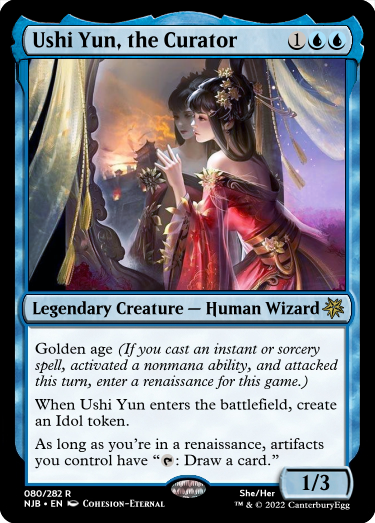 Ushi Yun, the Curator 1
Legendary Creature — Human Wizard
Golden age (If you cast an instant or sorcery
spell, activated a nonmana ability, and attacked
this turn, enter a renaissance for this game.)
When Ushi Yun enters the battlefield, create
an Idol token.
As long as you're in a renaissance, artifacts
you control have “: Draw a card.”
1/3
080/282 R She/Her
NJB • EN Cohesion-Eternal ™ & © 2022 CanterburyEgg